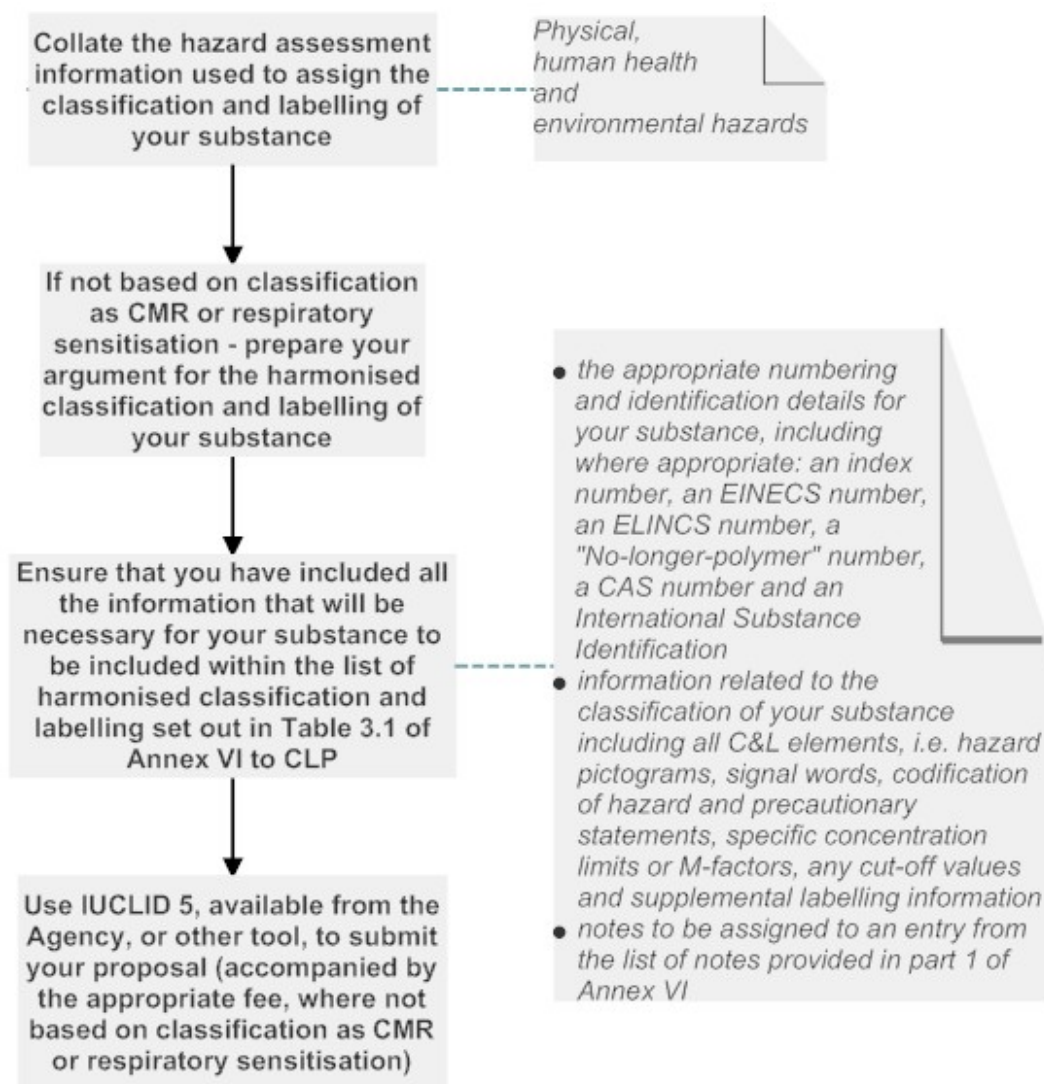 Collate the hazard assessment
information used to assign the
classification and labelling of
your substance
Physical,
human health
and
environmental hazards
If not based on classification
as CMR or respiratory
sensitisation - prepare your
argument for the harmonised
classification and labelling of
your substance
Ensure that you have included all
the information that will be
necessary for your substance to
be included within the list of
harmonised classification and
labelling set out in Table 3.1 of
Annex VI to CLP
• the appropriate numbering
and identification details for
your substance, including
where appropriate: an index
number, an EINECS number,
an ELINCS number, a
"No-longer-polymer" number,
a CAS number and an
International Substance
Identification
• information related to the
classification of your substance
including all C&L elements, i.e. hazard
pictograms, signal words, codification
of hazard and precautionary
statements, specific concentration
limits or M-factors, any cut-off values
and supplemental labelling information
• notes to be assigned to an entry from
the list of notes provided in part 1 of
Annex VI
Use IUCLID 5, available from the
Agency, or other tool, to submit
your proposal (accompanied by
the appropriate fee, where not
based on classification as CMR
or respiratory sensitisation)